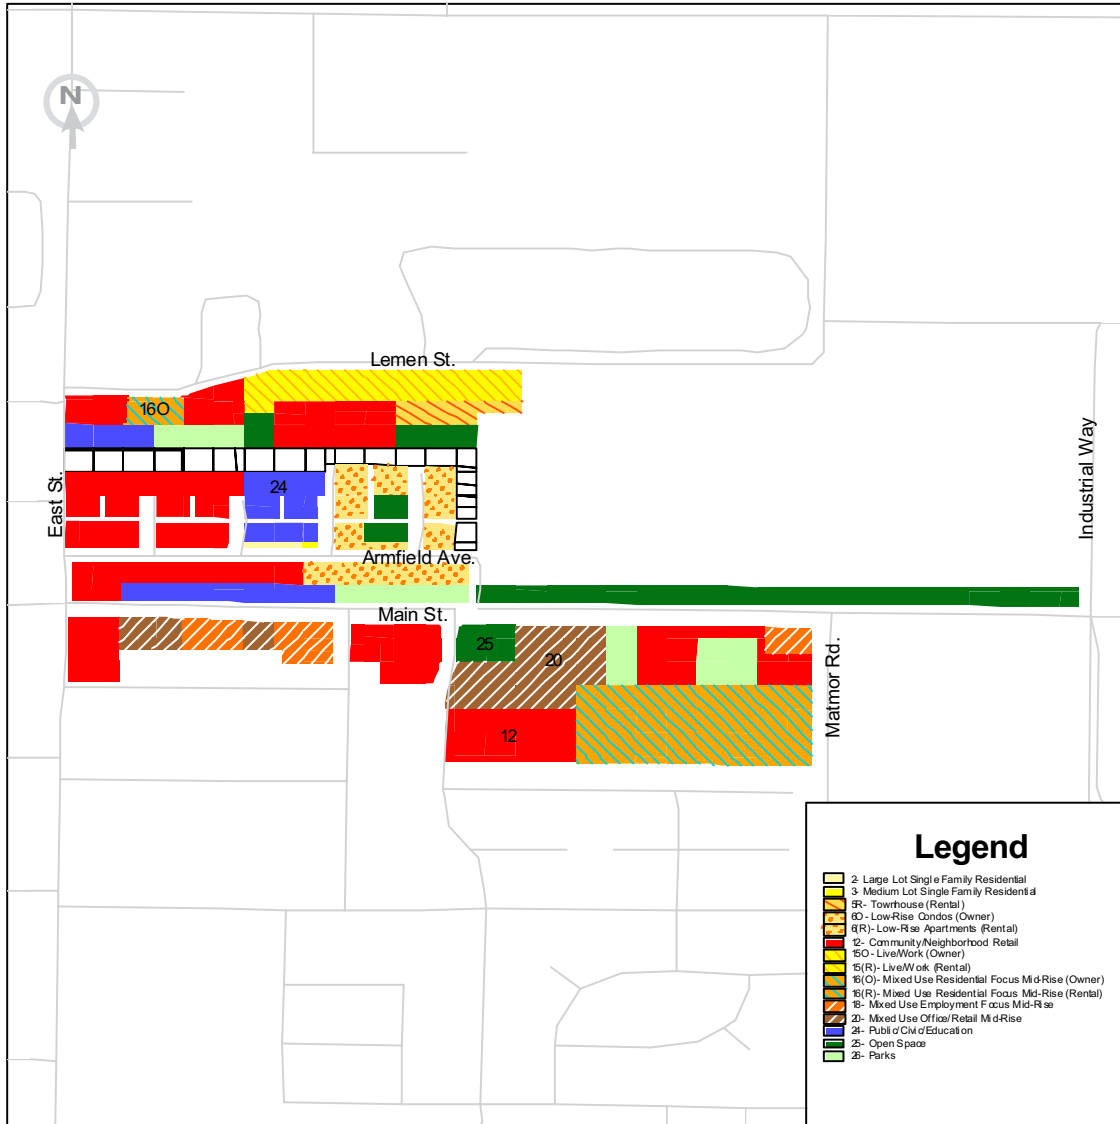 N
Lemen St.
16O
East St.
24
Industrial Way
Armfield Ave.
Main St.
25
20
Matmor Rd.
12
Legend
2- Large Lot Single Family Residential
3- Medium Lot Single Family Residential
5R- Townhouse (Rental)
6O - Low-Rise Condos (Owner)
6(R)- Low-Rise Apartments (Rental)
12- Community/Neighborhood Retail
15O- Live/Work (Owner)
15(R)- Live/Work (Rental)
16(O)- Mixed Use Residential Focus Mid-Rise (Owner)
16(R)- Mixed Use Residential Focus Mid-Rise (Rental)
18- Mixed Use Employment Focus Mid-Rise
20- Mixed Use Office/Retail Mid-Rise
24- Public/Civic/Education
25- Open Space
26- Parks